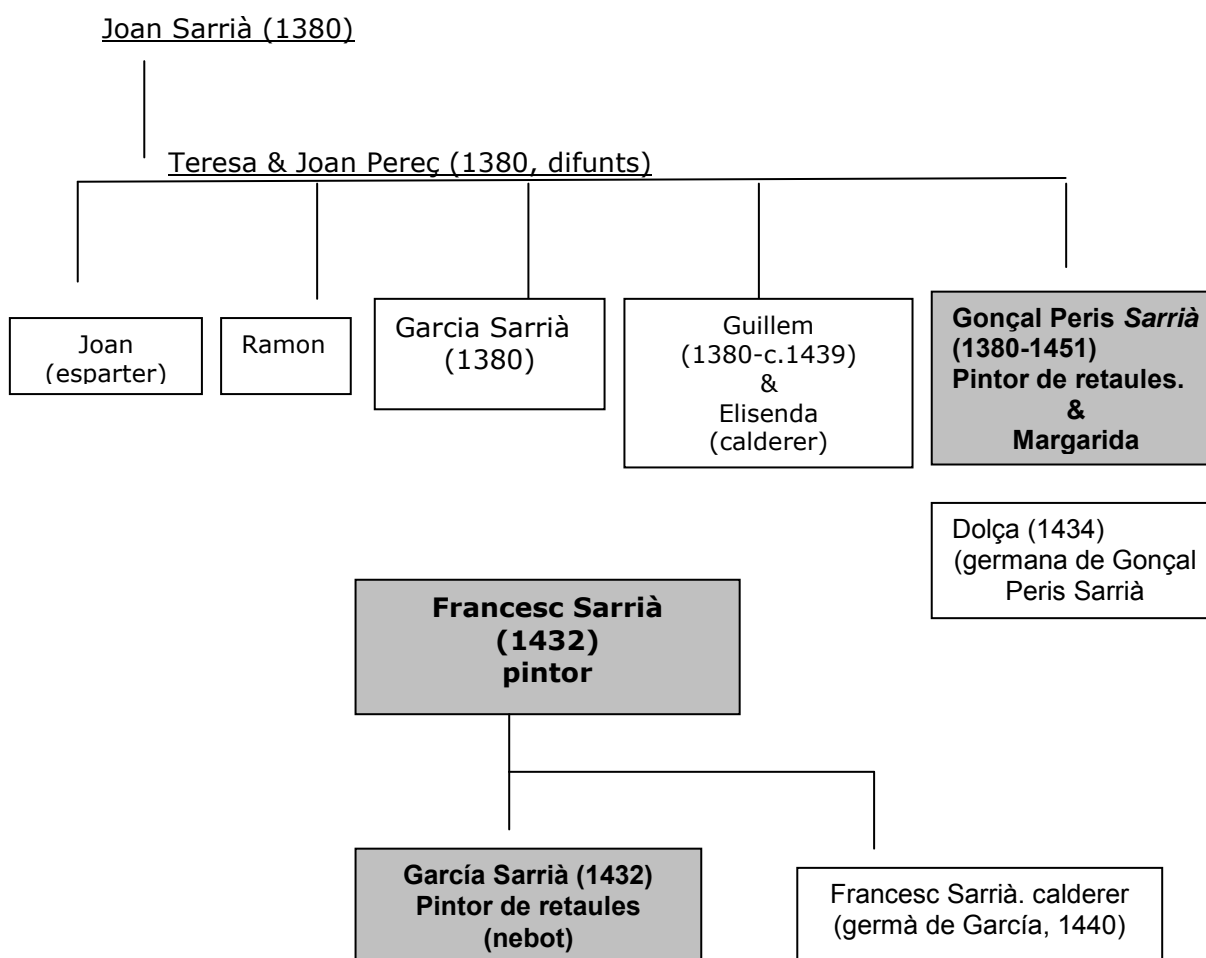 Joan Sarrià (1380)
Teresa & Joan Pereç (1380, difunts)
Joan
(esparter)
Ramon
Garcia Sarrià
(1380)
Guillem
(1380-c.1439)
&
Elisenda
(calderer)
Gonçal Peris Sarrià
(1380-1451)
Pintor de retaules.
&
Margarida
Dolça (1434)
(germana de Gonçal
Peris Sarrià
Francesc Sarrià
(1432)
pintor
García Sarrià (1432)
Pintor de retaules
(nebot)
Francesc Sarrià. calderer
(germà de García, 1440)